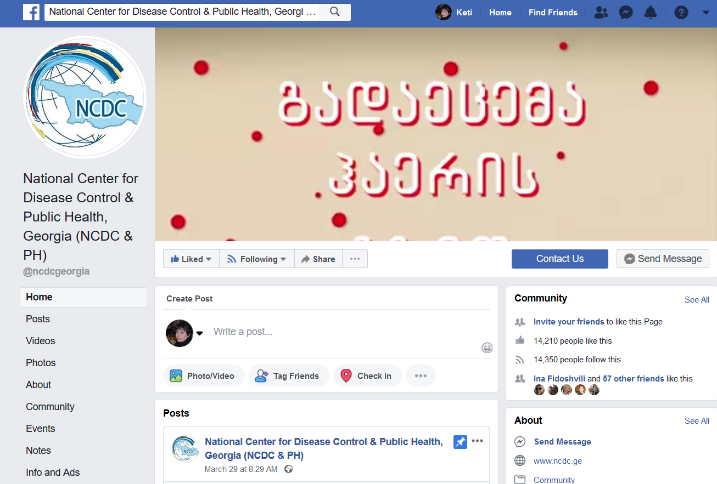 National Center for Disease Control & Public Health, Georgi ...
Keti
Home
Find Friends
NCDC
გადაეცემა
ჰაერის
National Center for
Disease Control &
Public Health,
Georgia (NCDC &
PH)
@ncdcgeorgia
Liked
Following
Share
Contact Us
Send Message
Home
Posts
Videos
Photos
About
Community
Events
Notes
Info and Ads
Create Post
Write a post...
Photo/Video
Tag Friends
Check In
Posts
National Center for Disease Control & Public Health,
Georgia (NCDC & PH)
March 29 at 8:29 AM
Community
See All
Invite your friends to like this Page
14,210 people like this
14,350 people follow this
Ina Fidoshvili and 57 other friends like this
About
See All
Send Message
www.ncdc.ge
Community